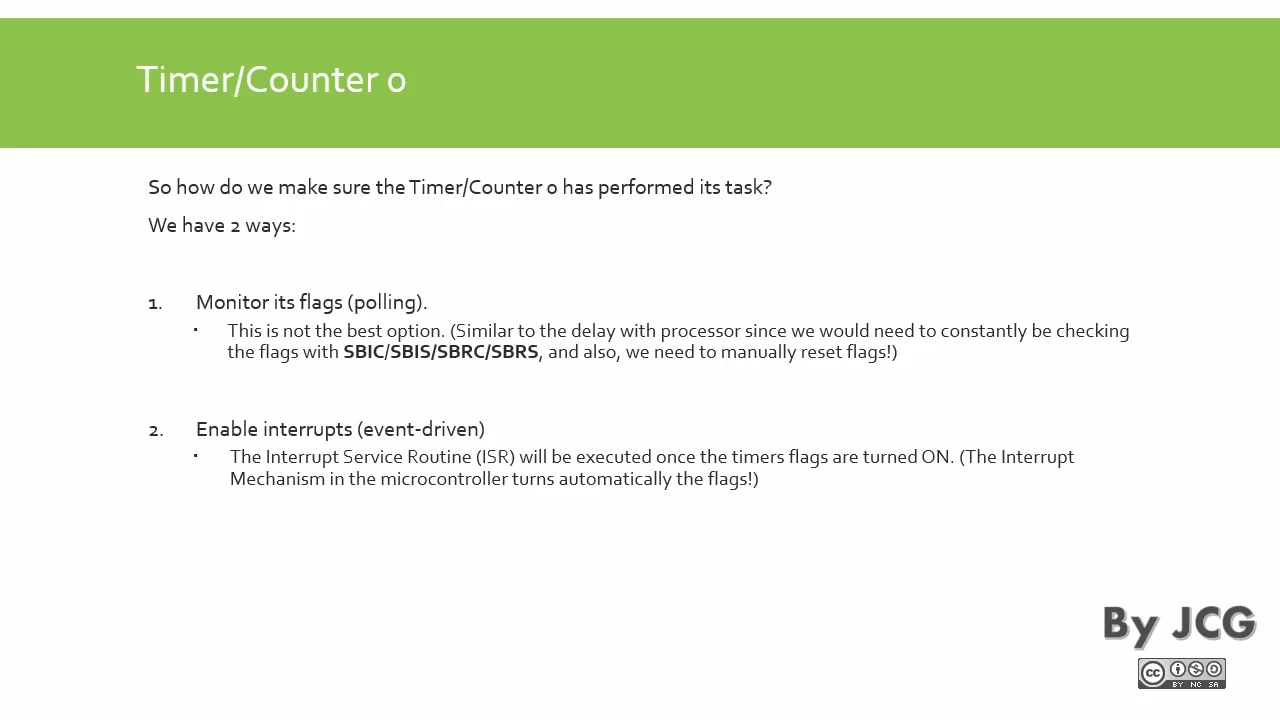 Timer/Counter 0
So how do we make sure the Timer/Counter 0 has performed its task?
We have 2 ways:
1. Monitor its flags (polling).
▪ This is not the best option. (Similar to the delay with processor since we would need to constantly be checking
the flags with SBIC/SBIS/SBRC/SBRS, and also, we need to manually reset flags!)
2. Enable interrupts (event-driven)
▪ The Interrupt Service Routine (ISR) will be executed once the timers flags are turned ON. (The Interrupt
Mechanism in the microcontroller turns automatically the flags!)
By JCG
cc
BY NC SA